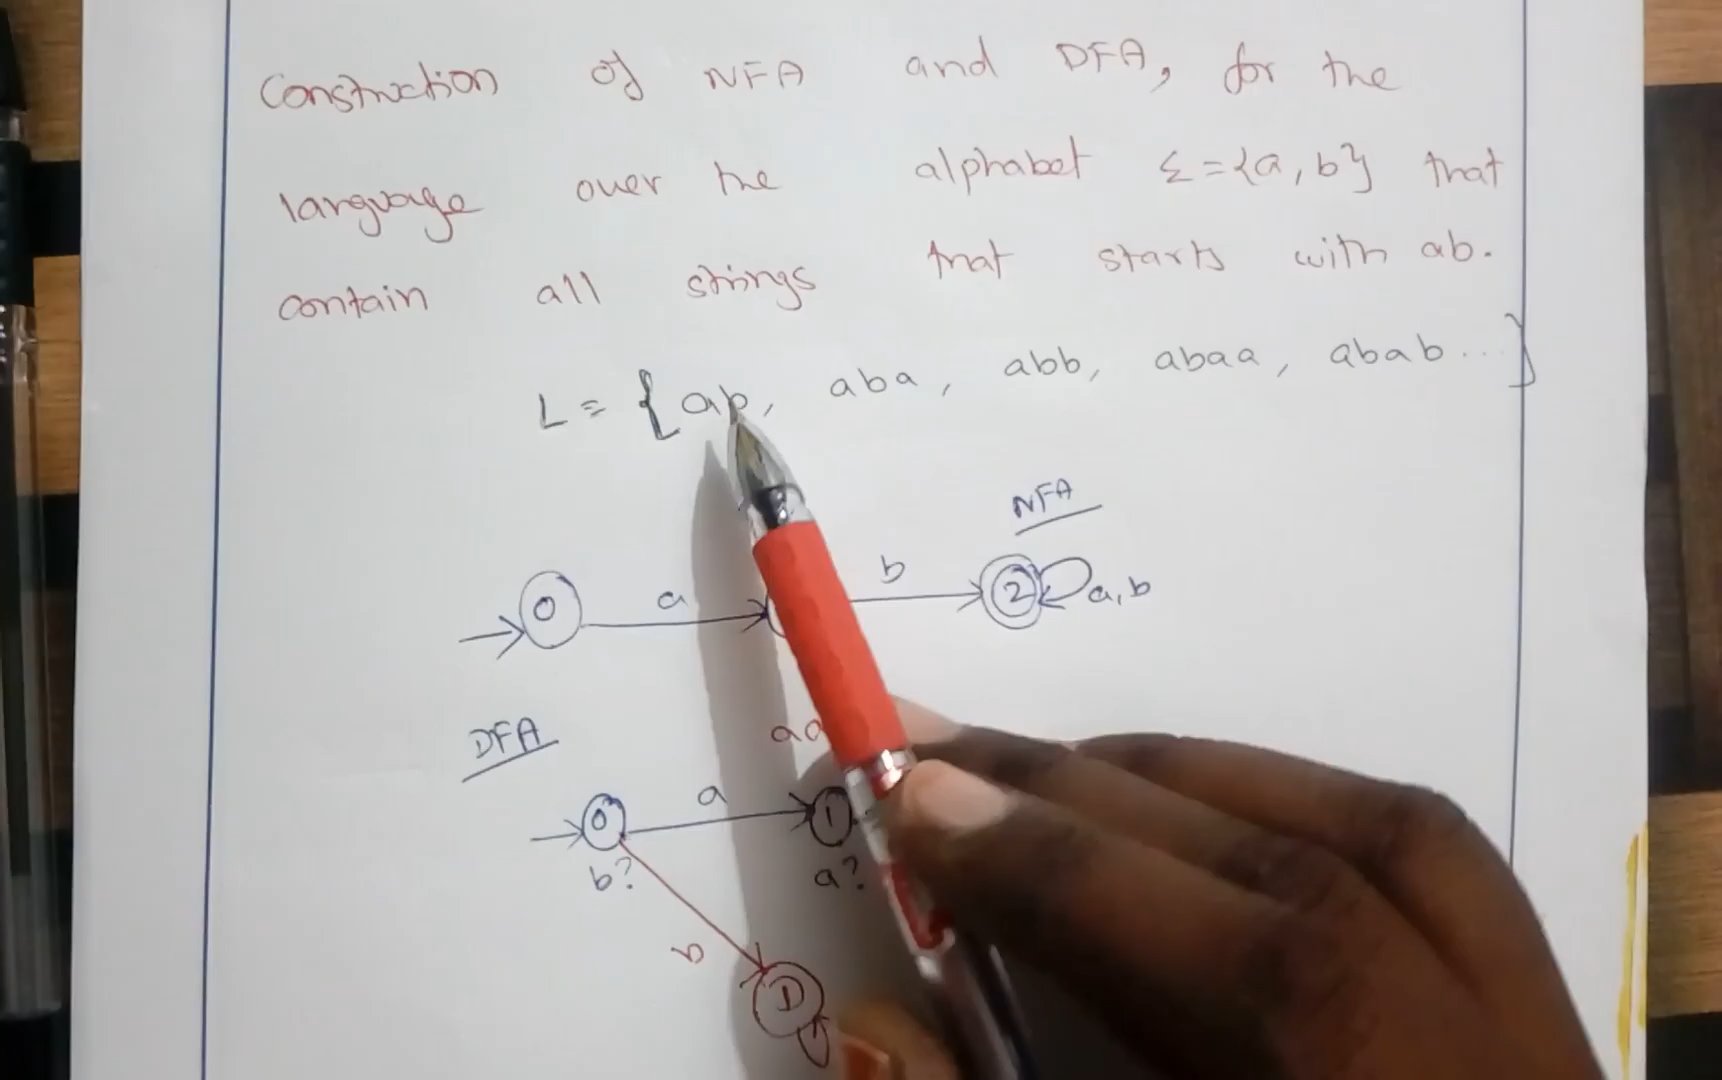 Construction of NFA and DFA, for the
language over the alphabet Σ={a,b} that
contain all strings that starts with ab.
L = { ab, aba, abb, abaa, abab...}
NFA
0 a b 2 a,b
DFA
0 a 1
b? a?
b
D